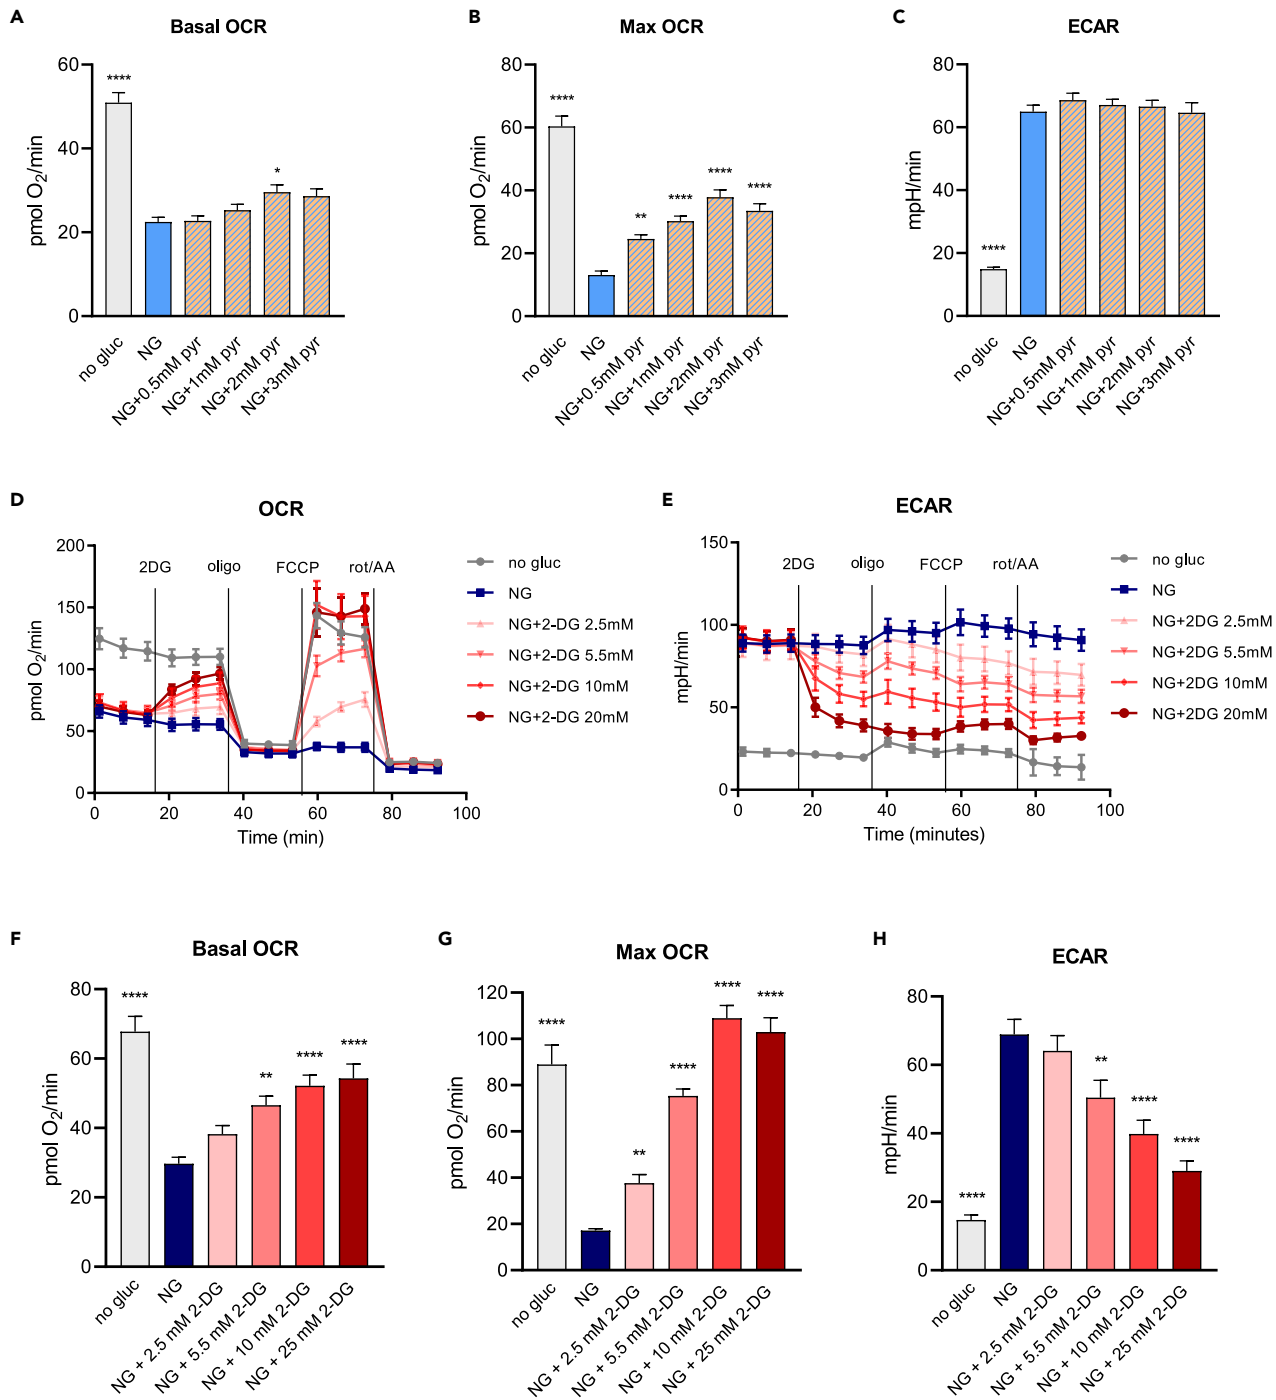 A
Basal OCR
pmol O2/min
60
40
20
0
****
*
no gluc
NG
NG+0.5mM pyr
NG+1mM pyr
NG+2mM pyr
NG+3mM pyr
B
Max OCR
pmol O2/min
80
60
40
20
0
****
**
****
****
****
no gluc
NG
NG+0.5mM pyr
NG+1mM pyr
NG+2mM pyr
NG+3mM pyr
C
ECAR
mpH/min
80
60
40
20
0
****
no gluc
NG
NG+0.5mM pyr
NG+1mM pyr
NG+2mM pyr
NG+3mM pyr
D
OCR
pmol O2/min
200
150
100
50
0
2DG
oligo
FCCP
rot/AA
0
20
40
60
80
100
Time (min)
no gluc
NG
NG+2-DG 2.5mM
NG+2-DG 5.5mM
NG+2-DG 10mM
NG+2-DG 20mM
E
ECAR
mpH/min
150
100
50
0
2DG
oligo
FCCP
rot/AA
0
20
40
60
80
100
Time (minutes)
no gluc
NG
NG+2DG 2.5mM
NG+2DG 5.5mM
NG+2DG 10mM
NG+2DG 20mM
F
Basal OCR
pmol O2/min
80
60
40
20
0
****
**
****
****
no gluc
NG
NG + 2.5 mM 2-DG
NG + 5.5 mM 2-DG
NG + 10 mM 2-DG
NG + 25 mM 2-DG
G
Max OCR
pmol O2/min
120
100
80
60
40
20
0
****
**
****
****
****
no gluc
NG
NG + 2.5 mM 2-DG
NG + 5.5 mM 2-DG
NG + 10 mM 2-DG
NG + 25 mM 2-DG
H
ECAR
mpH/min
80
60
40
20
0
****
**
****
****
no gluc
NG
NG + 2.5 mM 2-DG
NG + 5.5 mM 2-DG
NG + 10 mM 2-DG
NG + 25 mM 2-DG